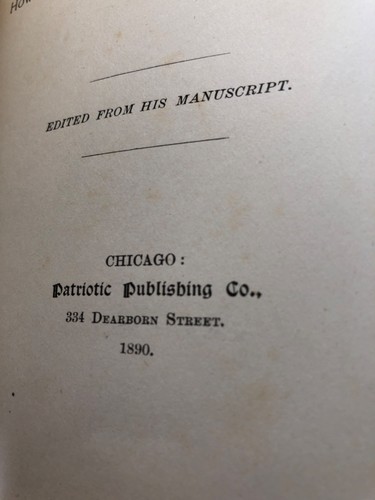 EDITED FROM HIS MANUSCRIPT.
CHICAGO:
Patriotic Publishing Co.,
334 DEARBORN STREET.
1890.